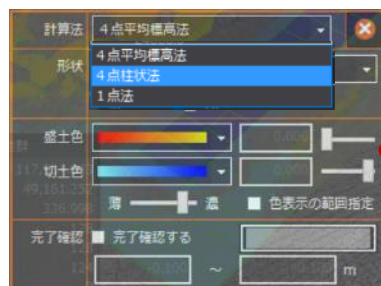 計算法 4点平均標高法
4点平均標高法
形状
4点柱状法
1点法
盛土色
切土色
薄 濃 色表示の範囲指定
完了確認 完了確認する
～ m